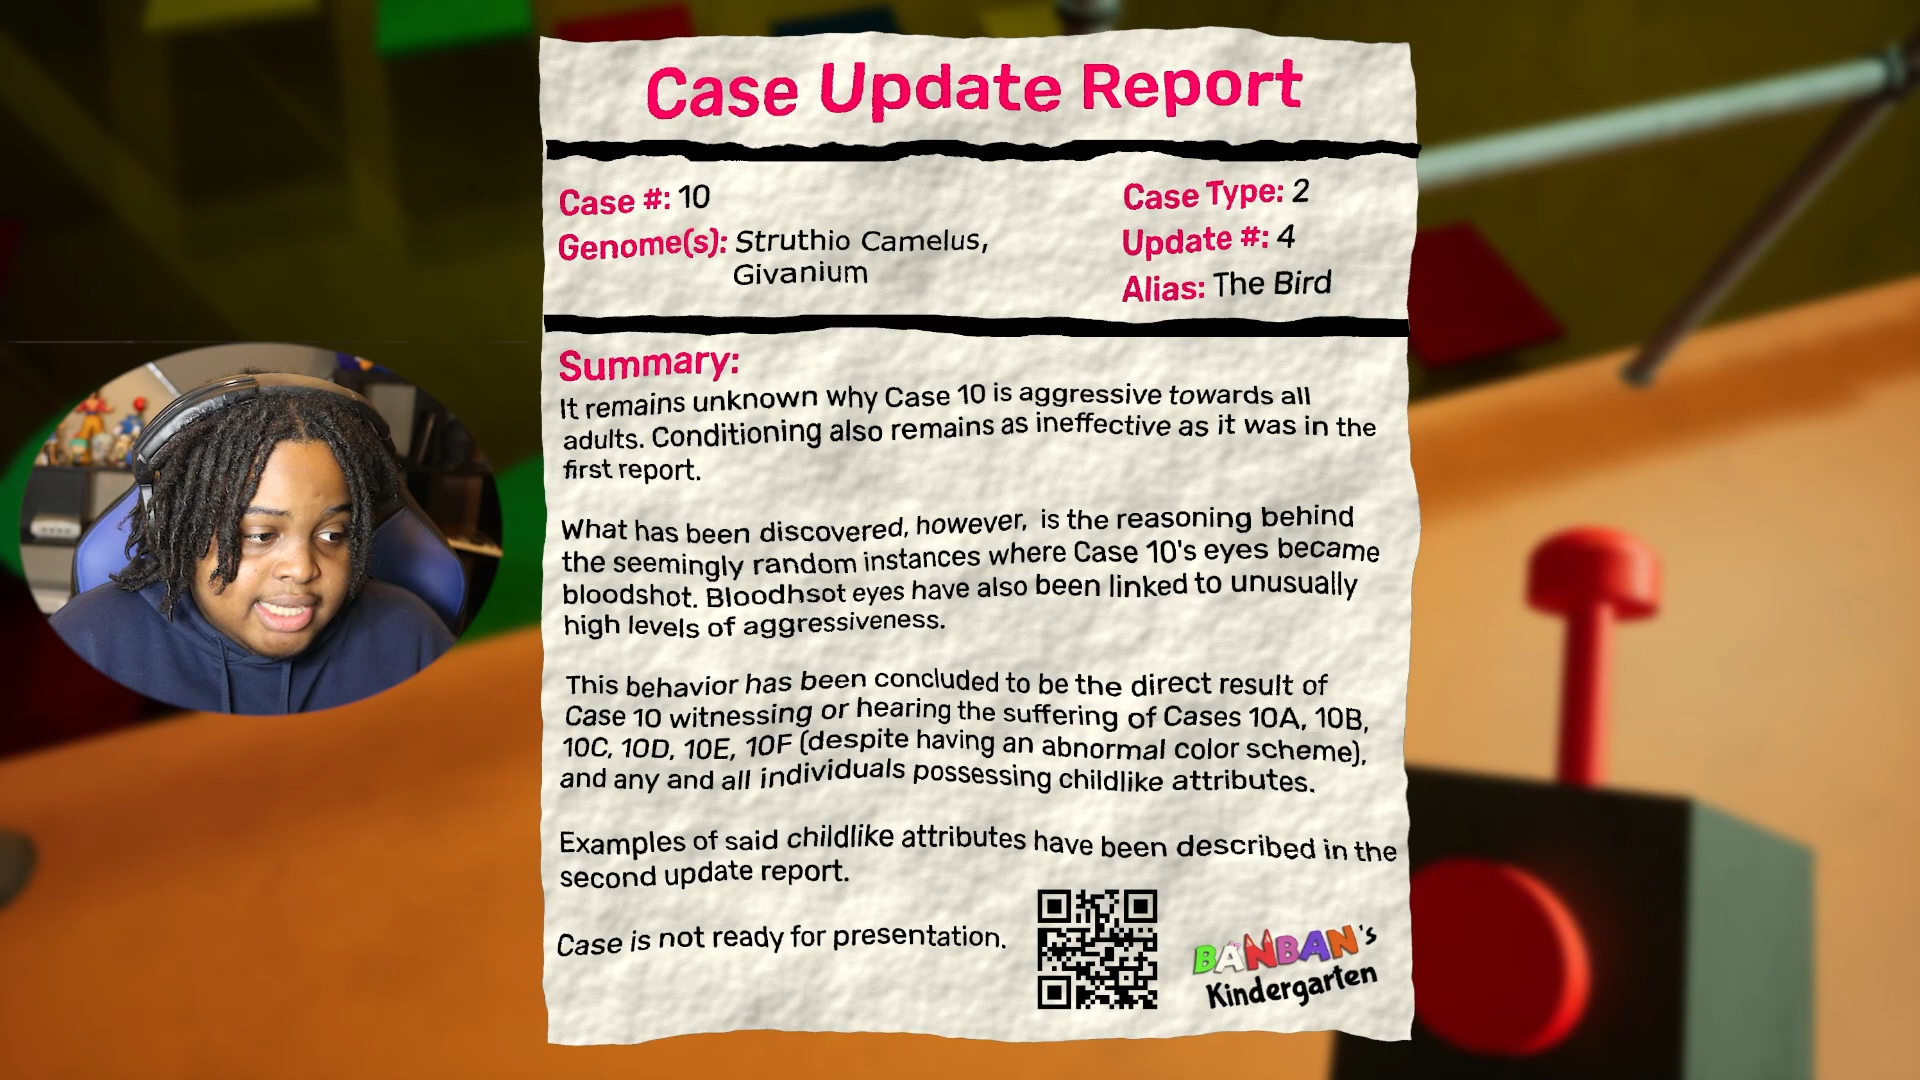 Case Update Report
Case #: 10
Genome(s): Struthio Camelus,
Givanium
Case Type: 2
Update #: 4
Alias: The Bird
Summary:
It remains unknown why Case 10 is aggressive towards all
adults. Conditioning also remains as ineffective as it was in the
first report.
What has been discovered, however, is the reasoning behind
the seemingly random instances where Case 10's eyes became
bloodshot. Bloodhsot eyes have also been linked to unusually
high levels of aggressiveness.
This behavior has been concluded to be the direct result of
Case 10 witnessing or hearing the suffering of Cases 10A, 10B,
10C, 10D, 10E, 10F (despite having an abnormal color scheme),
and any and all individuals possessing childlike attributes.
Examples of said childlike attributes have been described in the
second update report.
Case is not ready for presentation.
BANBAN's
Kindergarten